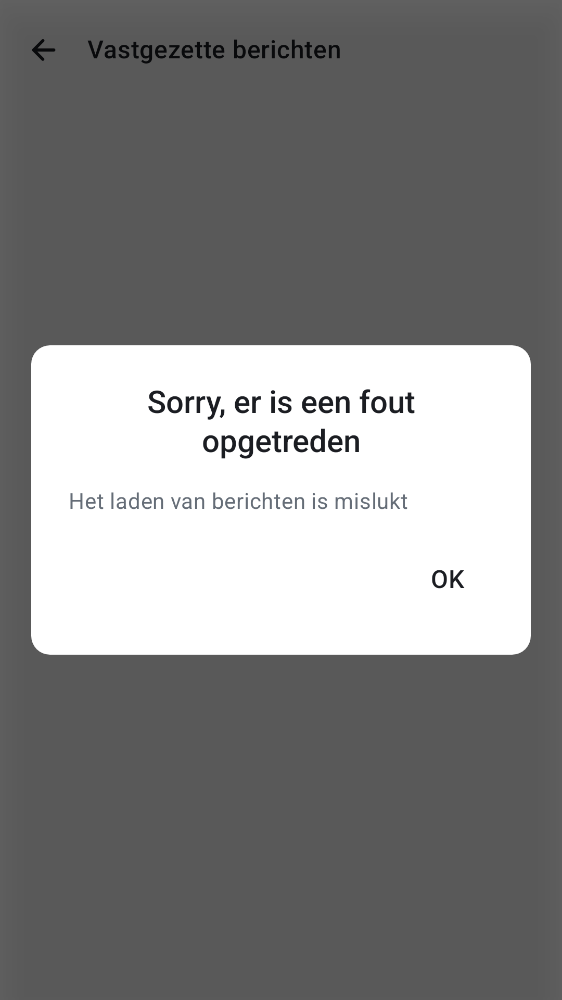 Vastgezette berichten
Sorry, er is een fout
opgetreden
Het laden van berichten is mislukt
OK